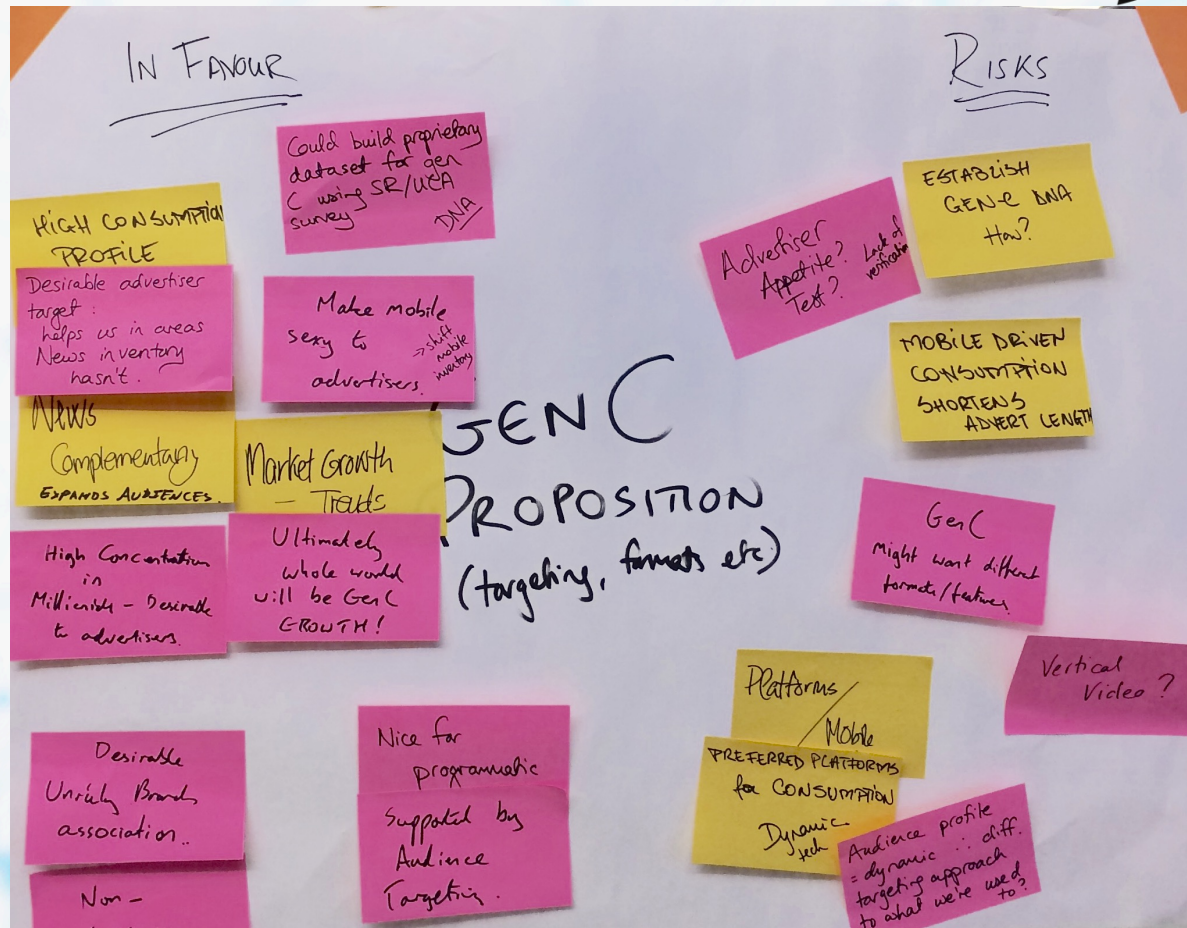 IN FAVOUR
RISKS
Could build proprietary
dataset for gen
C using SR/UCA
survey
DNA
HIGH CONSUMPTION
PROFILE
Desirable advertiser
target :
helps us in areas
News inventory
hasn't.
Make mobile
sexy to
advertisers.
→ shift
mobile
inventory
News
Complementary
EXPANDS AUDIENCES.
Market Growth
- Trends
High Concentration
in
Millienials - Desirable
to advertisers.
Ultimately
whole world
will be GenC
GROWTH!
GEN C
PROPOSITION
(targeting, formats etc)
Desirable
Unruly Brands
association..
Non-
Nice for
programmatic
Supported by
Audience
Targeting.
ESTABLISH
GEN-C DNA
How?
Advertiser
Appetite?
Test?
Lack of
verification
MOBILE DRIVEN
CONSUMPTION
SHORTENS
ADVERT LENGTH
GenC
Might want different
formats/features.
Vertical
Video?
Platforms/
Mobile
PREFERRED PLATFORMS
for CONSUMPTION
Dynamic
tech
Audience profile
= dynamic ∴ diff.
targeting approach
to what we're used
to?